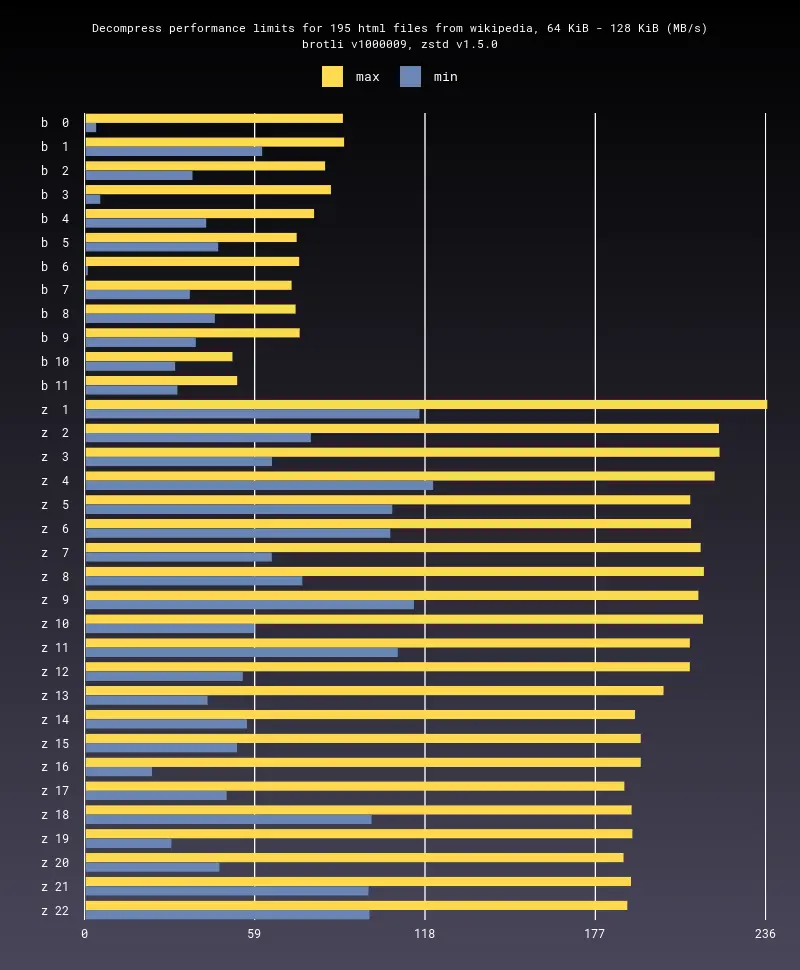 Decompress performance limits for 195 html files from wikipedia, 64 KiB - 128 KiB (MB/s)
brotli v1000009, zstd v1.5.0
max min
b 0
b 1
b 2
b 3
b 4
b 5
b 6
b 7
b 8
b 9
b 10
b 11
z 1
z 2
z 3
z 4
z 5
z 6
z 7
z 8
z 9
z 10
z 11
z 12
z 13
z 14
z 15
z 16
z 17
z 18
z 19
z 20
z 21
z 22
0 59 118 177 236